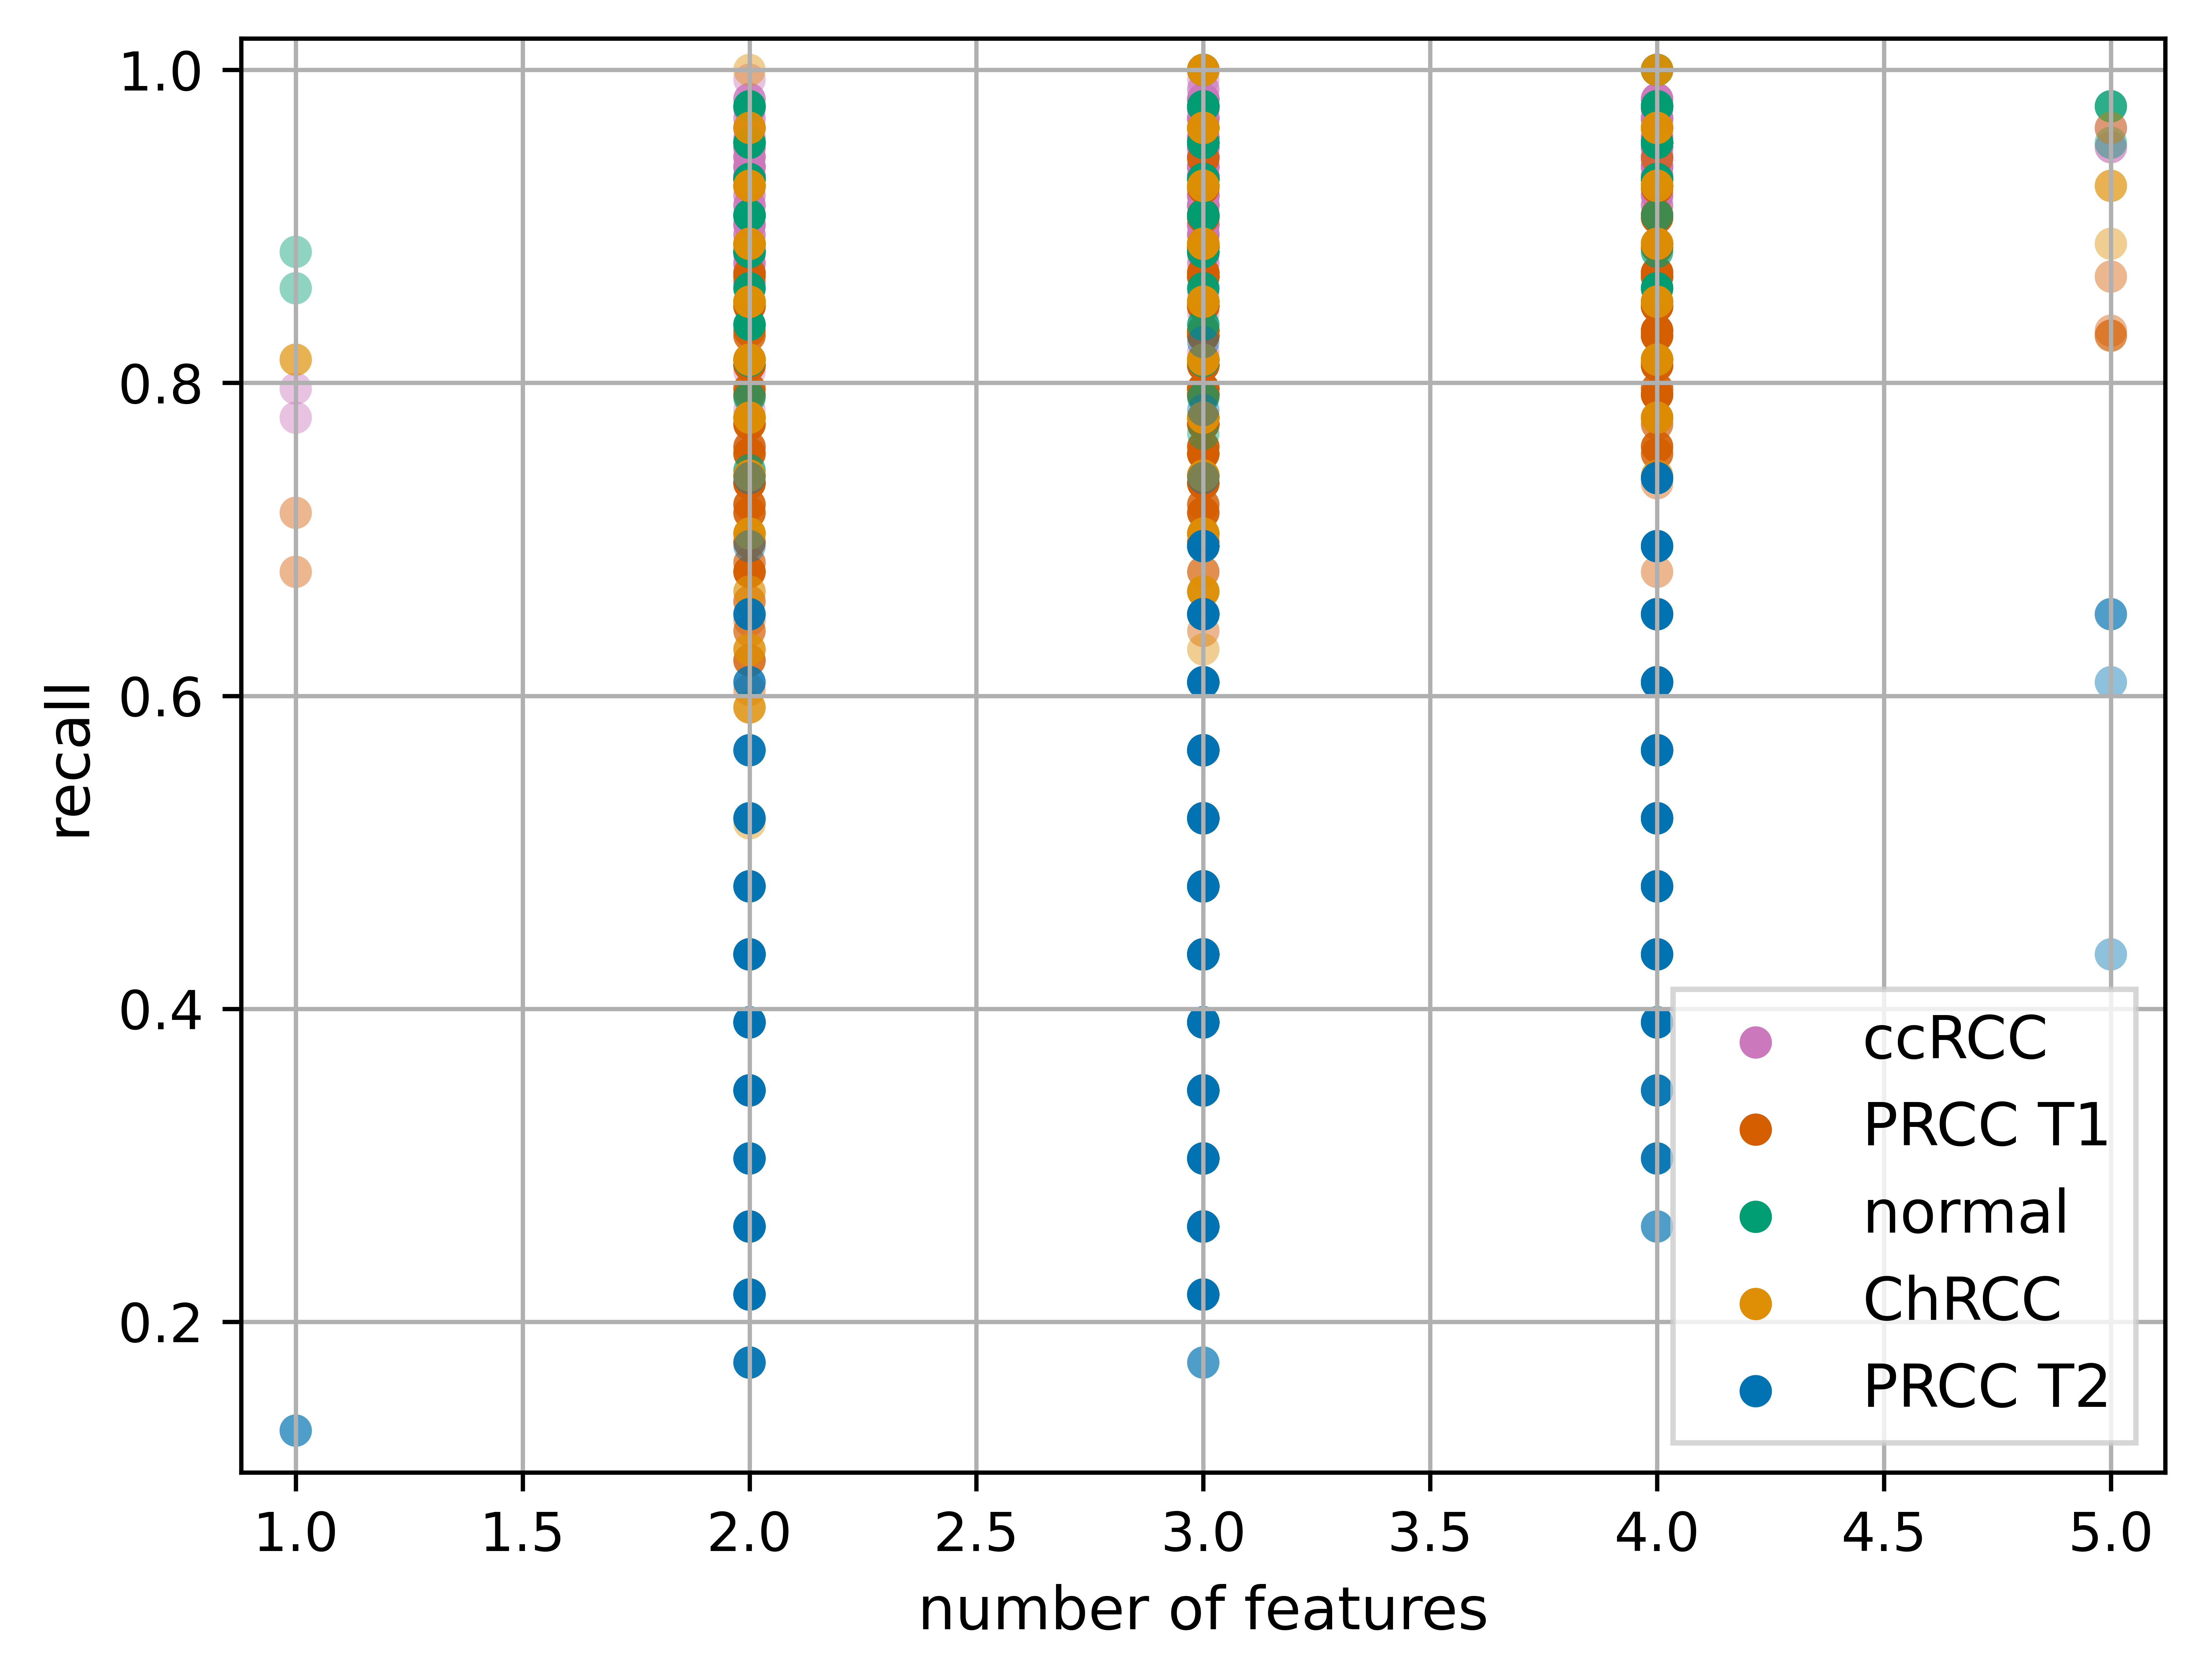 1.0
0.8
0.6
0.4
0.2
recall
ccRCC
PRCC T1
normal
ChRCC
PRCC T2
1.0 1.5 2.0 2.5 3.0 3.5 4.0 4.5 5.0
number of features